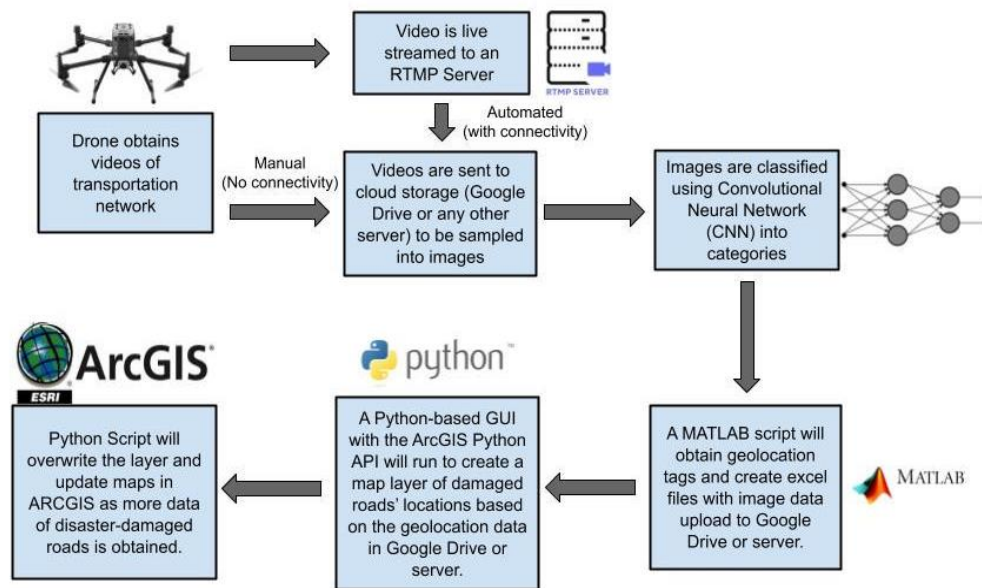 Video is live
streamed to an
RTMP Server
RTMP SERVER
Automated
(with connectivity)
Drone obtains
videos of
transportation
network
Manual
(No connectivity)
Videos are sent to
cloud storage (Google
Drive or any other
server) to be sampled
into images
Images are classified
using Convolutional
Neural Network
(CNN) into
categories
ArcGIS®
ESRI
Python Script will
overwrite the layer and
update maps in
ARCGIS as more data
of disaster-damaged
roads is obtained.
python™
A Python-based GUI
with the ArcGIS Python
API will run to create a
map layer of damaged
roads' locations based
on the geolocation data
in Google Drive or
server.
A MATLAB script will
obtain geolocation
tags and create excel
files with image data
upload to Google
Drive or server.
MATLAB